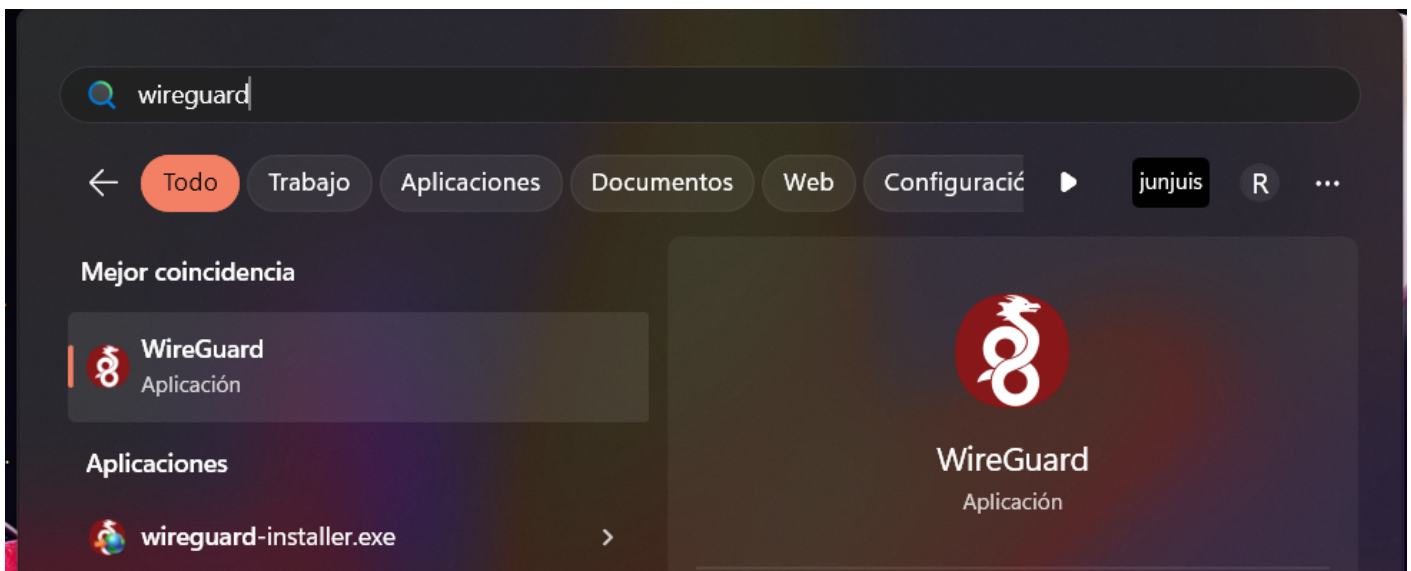 wireguard
Todo Trabajo Aplicaciones Documentos Web Configuració junjuis R ...
Mejor coincidencia
WireGuard
Aplicación
Aplicaciones
wireguard-installer.exe
WireGuard
Aplicación